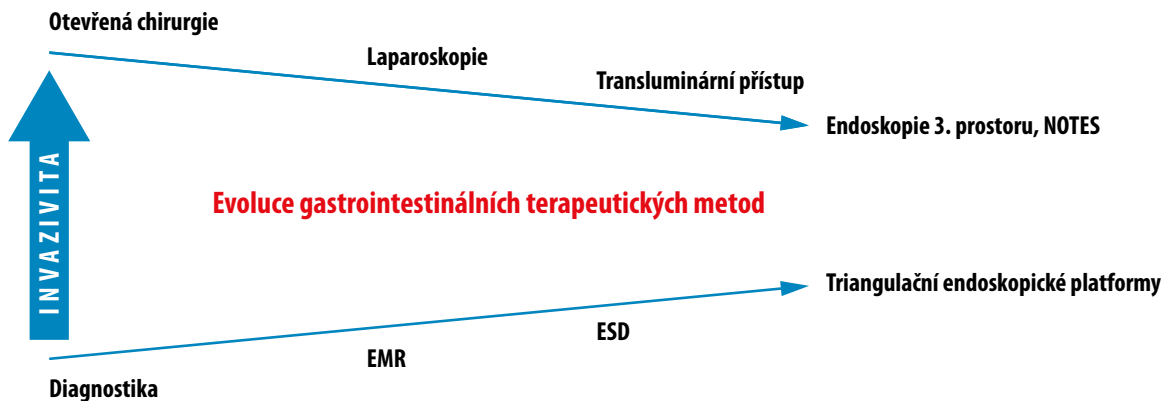 Otevřená chirurgie
Laparoskopie
Transluminární přístup
Endoskopie 3. prostoru, NOTES
INVAZIVITA
Evoluce gastrointestinálních terapeutických metod
Triangulační endoskopické platformy
ESD
EMR
Diagnostika